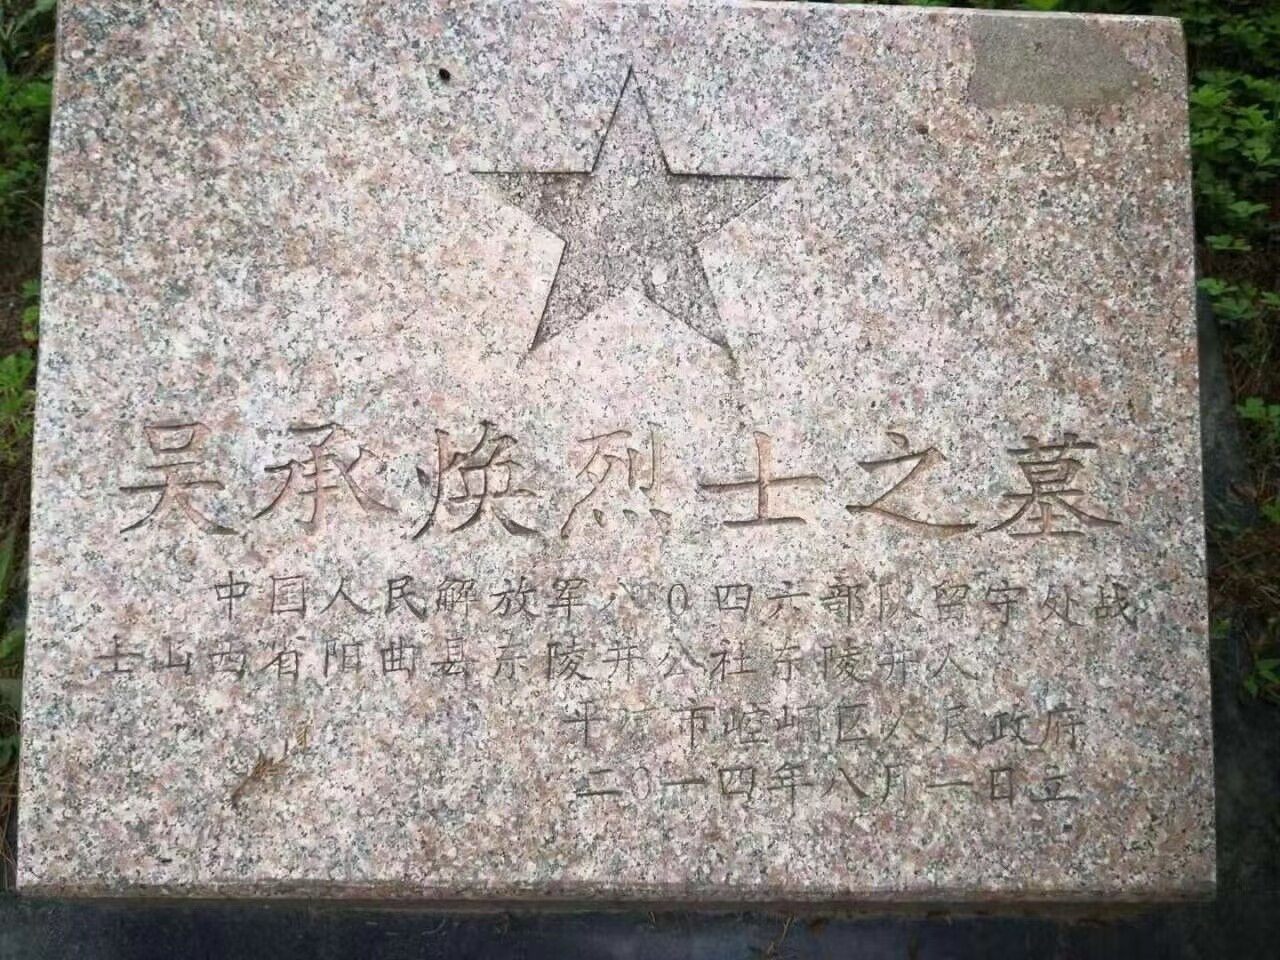 吴承焕烈士之墓
中国人民解放军八〇四六部队留守处战
士山西省阳曲县东陵井公社东陵井人
平凉市崆峒区人民政府
二〇一四年八月一日立